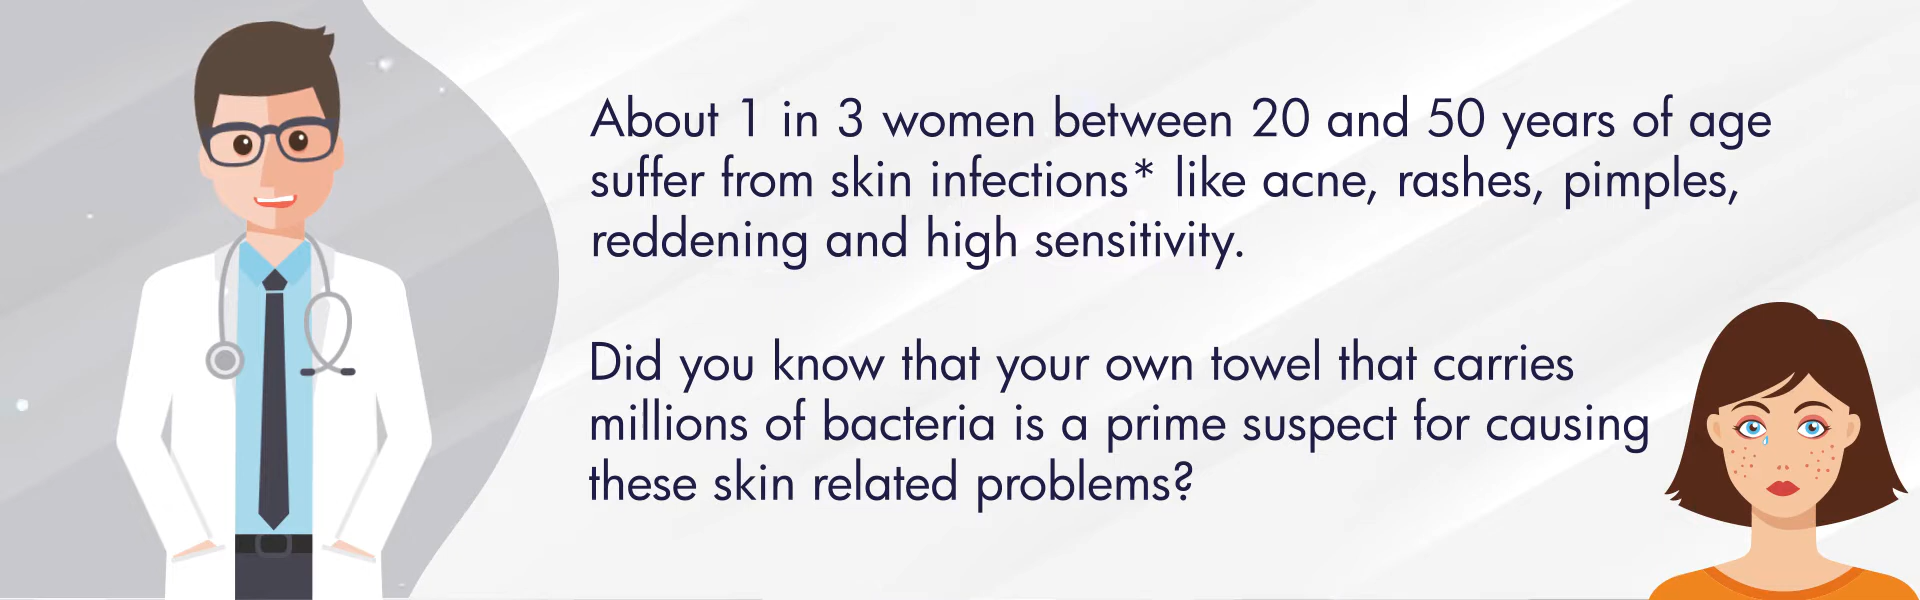 About 1 in 3 women between 20 and 50 years of age
suffer from skin infections* like acne, rashes, pimples,
reddening and high sensitivity.
Did you know that your own towel that carries
millions of bacteria is a prime suspect for causing
these skin related problems?